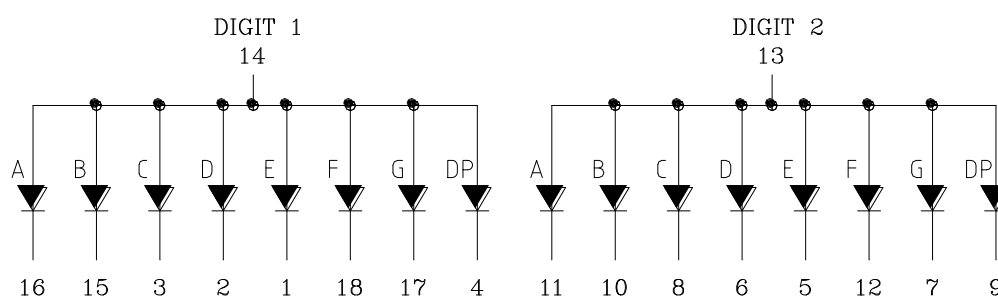 DIGIT 1 DIGIT 2
14 13
A B C D E F G DP A B C D E F G DP
16 15 3 2 1 18 17 4 11 10 8 6 5 12 7 9